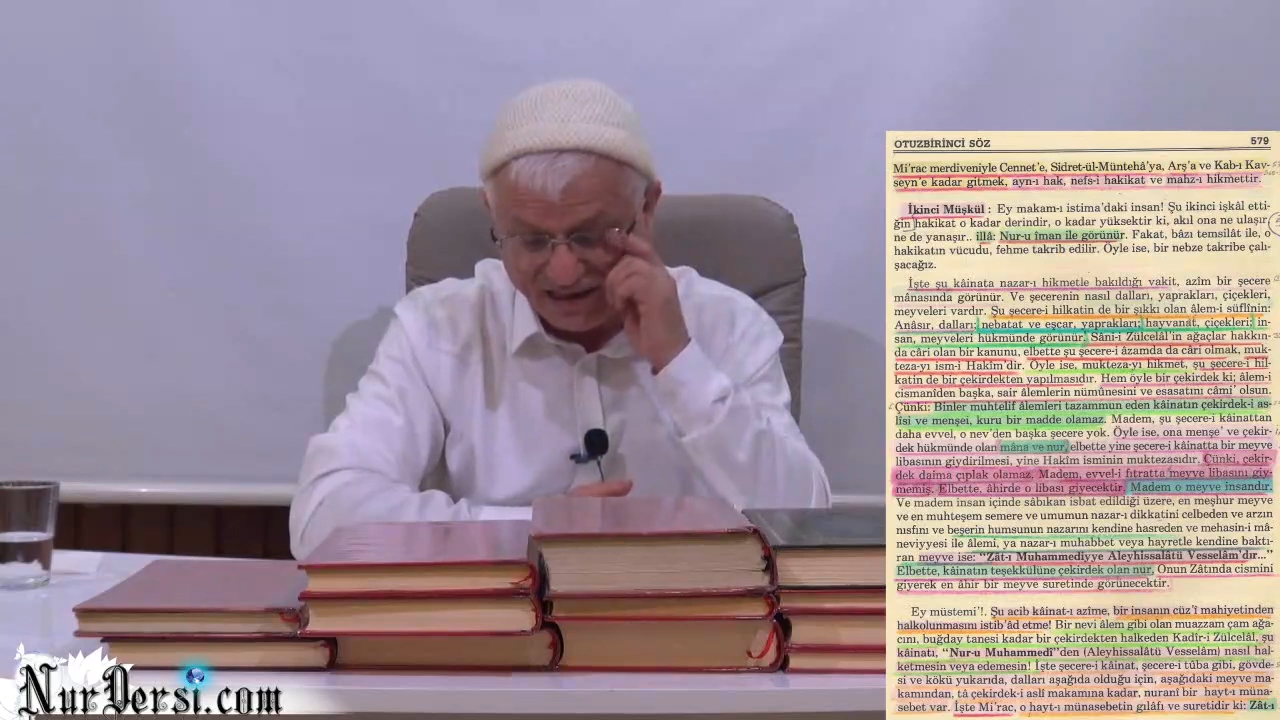 OTUZBİRİNCİ SÖZ 579
Mi'rac merdiveniyle Cennet'e, Sidret-ül-Müntehâ'ya, Arş'a ve Kab-ı Kav-
seyn'e kadar gitmek, ayn-ı hak, nefs-i hakikat ve mahz-ı hikmettir.
İkinci Müşkül : Ey makam-ı istima'daki insan! Şu ikinci işkâl etti-
ğin hakikat o kadar derindir, o kadar yüksektir ki, akıl ona ne ulaşır
ne de yanaşır.. illâ: Nur-u îman ile görünür. Fakat, bâzı temsilât ile, o
hakikatın vücudu, fehme takrib edilir. Öyle ise, bir nebze takribe çalı-
şacağız.
İşte şu kâinata nazar-ı hikmetle bakıldığı vakit, azîm bir şecere
mânasında görünür. Ve şecerenin nasıl dalları, yaprakları, çiçekleri,
meyveleri vardır. Şu şecere-i hilkatin de bir şıkkı olan âlem-i süflînin:
Anâsır, dalları; nebatat ve eşcar, yaprakları; hayvanât, çiçekleri; in-
san, meyveleri hükmünde görünür. Sâni-i Zülcelâl'in ağaçlar hakkın-
da câri olan bir kanunu, elbette şu şecere-i âzamda da câri olmak, muk-
teza-yı ism-i Hakîm'dir. Öyle ise, mukteza-yı hikmet, şu şecere-i hil-
katin de bir çekirdekten yapılmasıdır. Hem öyle bir çekirdek ki; âlem-i
cismanîden başka, sair âlemlerin nümûnesini ve esasatını câmi' olsun.
Çünki: Binler muhtelif âlemleri tazammun eden kâinatın çekirdek-i as-
lîsi ve menşei, kuru bir madde olamaz. Madem, şu şecere-i kâinattan
daha evvel, o nev'den başka şecere yok. Öyle ise, ona menşe' ve çekir-
dek hükmünde olan mâna ve nur, elbette yine şecere-i kâinatta bir meyve
libasının giydirilmesi, yine Hakîm isminin muktezasıdır. Çünki, çekir-
dek daima çıplak olamaz. Madem, evvel-i fıtratta meyve libasını giy-
memiş. Elbette, âhirde o libası giyecektir. Madem o meyve insandır.
Ve madem insan içinde sâbıkan isbat edildiği üzere, en meşhur meyve
ve en muhteşem semere ve umumun nazar-ı dikkatini celbeden ve arzın
nısfını ve beşerin humsunun nazarını kendine hasreden ve mehasin-i mâ-
neviyyesi ile âlemi, ya nazar-ı muhabbet veya hayretle kendine baktı-
ran meyve ise: "Zât-ı Muhammediyye Aleyhissalâtü Vesselâm'dır..."
Elbette, kâinatın teşekkülüne çekirdek olan nur, Onun Zâtında cismini
giyerek en âhir bir meyve suretinde görünecektir.
Ey müstemi'!. Şu acib kâinat-ı azîme, bir insanın cüz'î mahiyetinden
halkolunmasını istib'âd etme! Bir nevi âlem gibi olan muazzam çam ağa-
cını, buğday tanesi kadar bir çekirdekten halkeden Kadîr-i Zülcelâl, şu
kâinatı, "Nur-u Muhammedî"den (Aleyhissalâtü Vesselâm) nasıl hal-
ketmesin veya edemesin! İşte şecere-i kâinat, şecere-i tûba gibi, gövde-
si ve kökü yukarıda, dalları aşağıda olduğu için, aşağıdaki meyve ma-
kamından, tâ çekirdek-i aslî makamına kadar, nuranî bir hayt-ı müna-
sebet var. İşte Mi'rac, o hayt-ı münasebetin gılâfı ve suretidir ki: Zât-ı
NurDersi.com